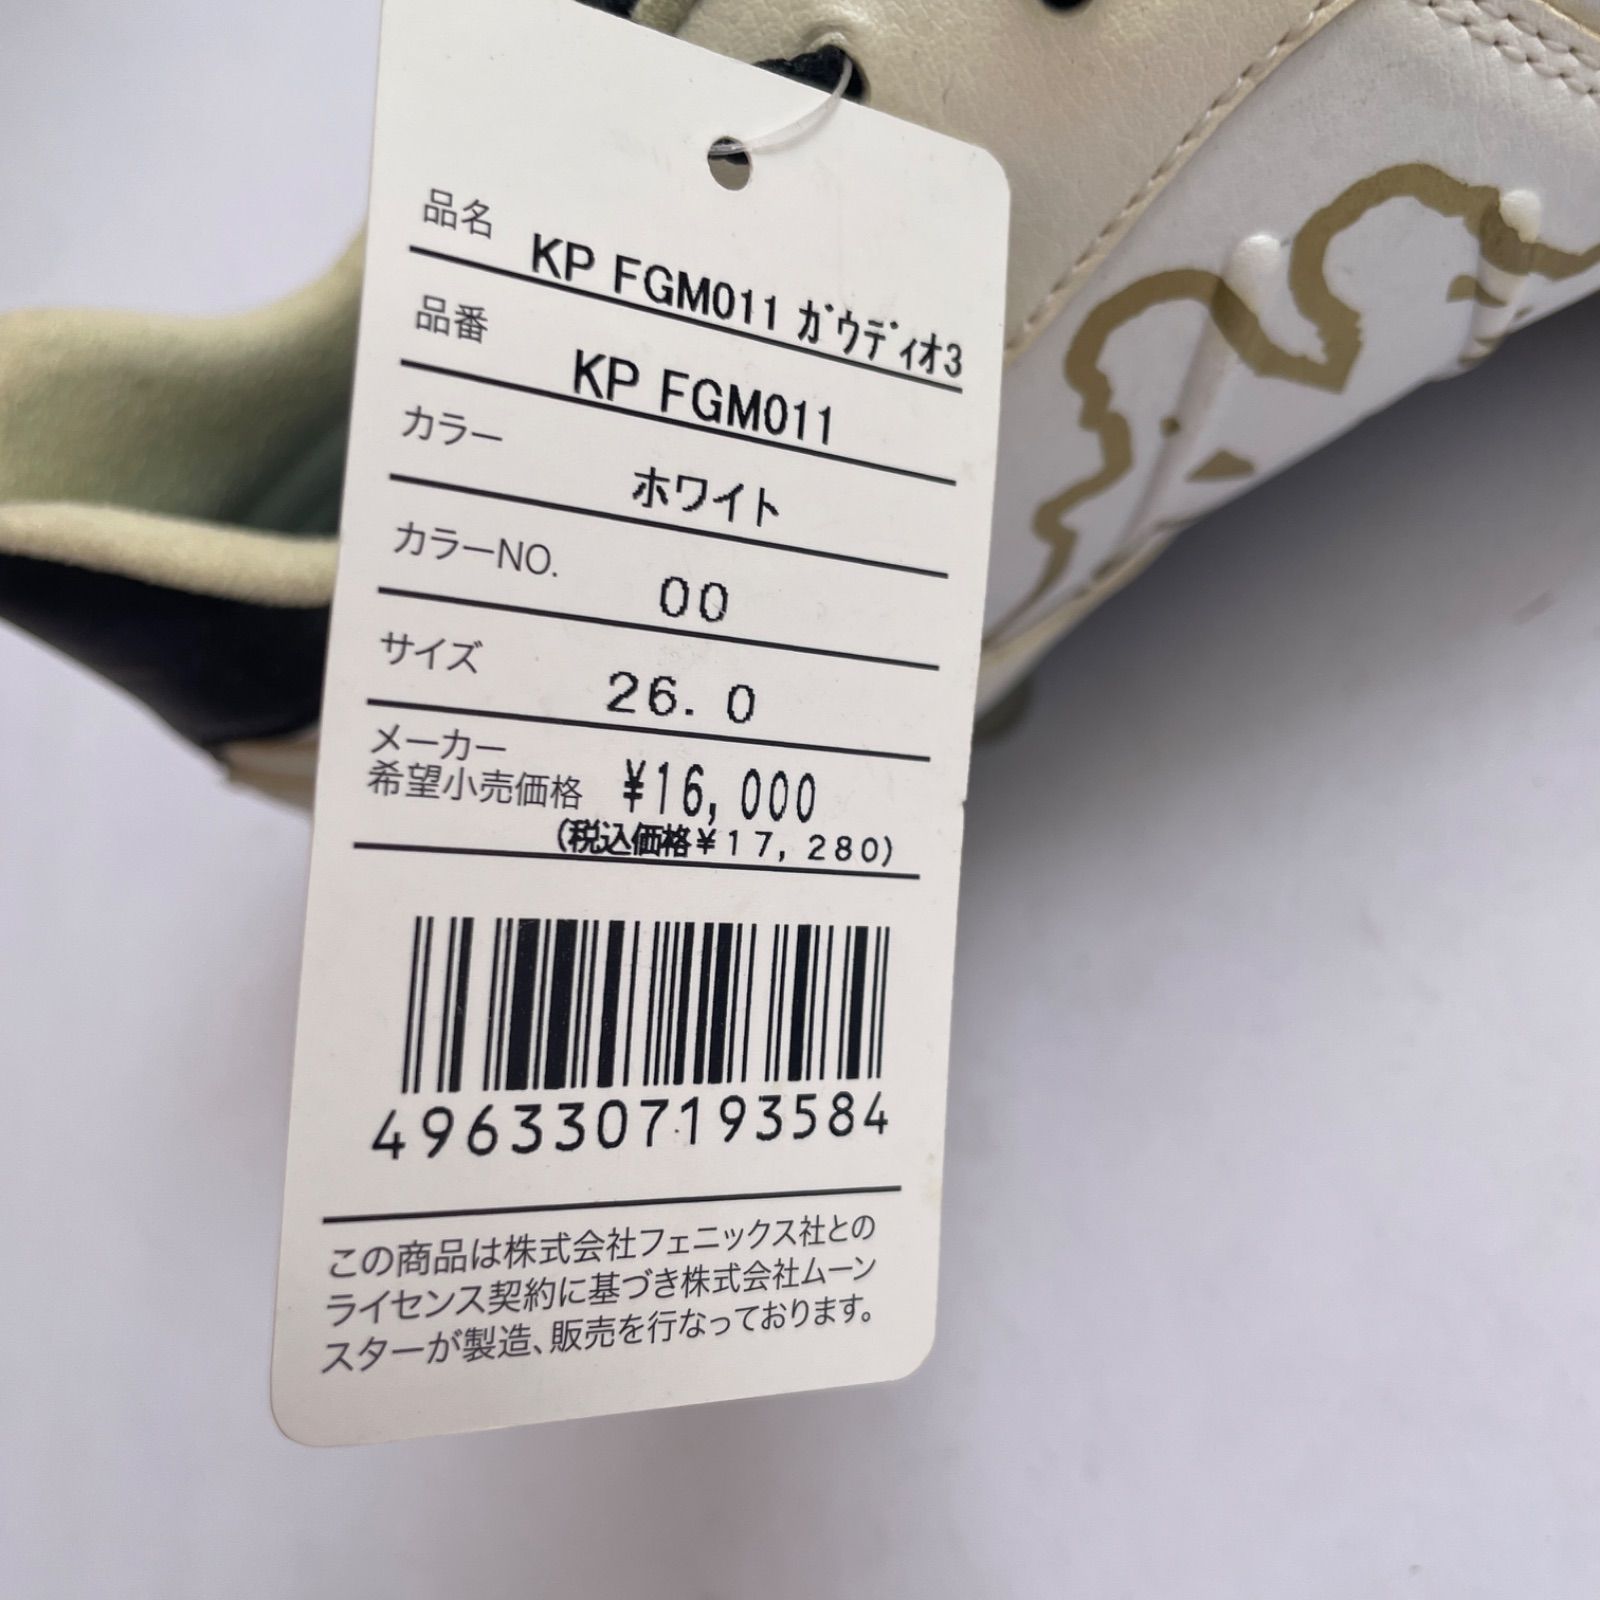 品名 KP FGM011 ガウディオ3
品番 KP FGM011
カラー ホワイト
カラーNO. 00
サイズ 26.0
メーカー
希望小売価格 ¥16,000
(税込価格¥17,280)
4963307193584
この商品は株式会社フェニックス社との
ライセンス契約に基づき株式会社ムーン
スターが製造、販売を行なっております。